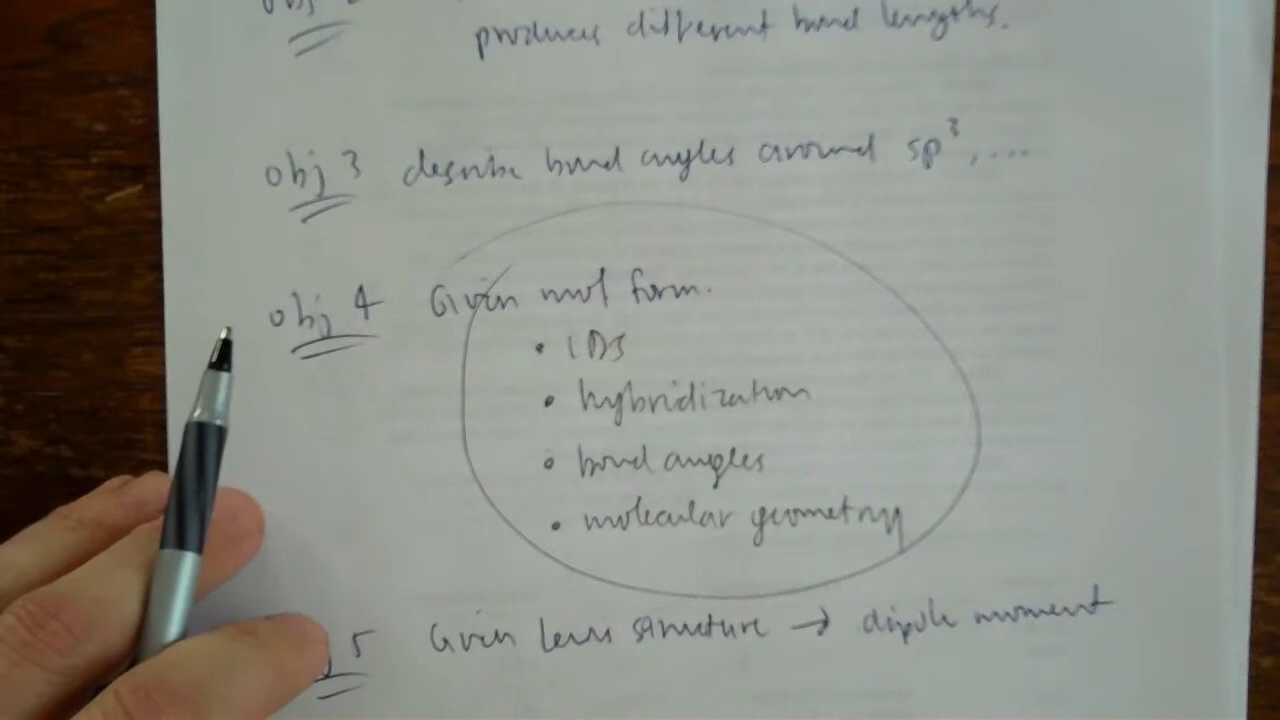 obj
produces different bond lengths.
obj 3 describe bond angles around sp³, ....
obj 4 Given mol form.
• LDS
• hybridization
• bond angles
• molecular geometry
5 Given Lewis structure → dipole moment